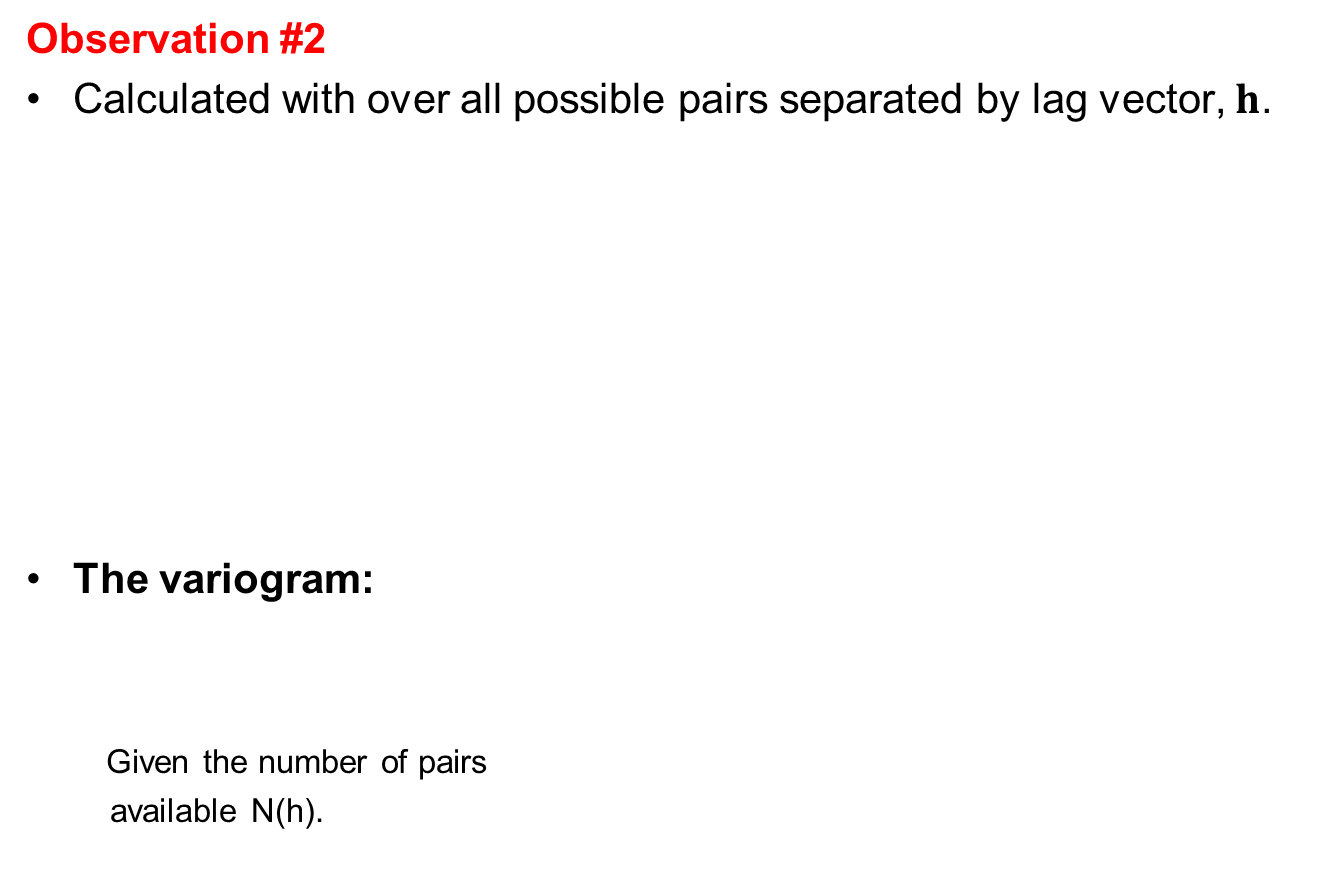 Observation #2
• Calculated with over all possible pairs separated by lag vector, h.
• The variogram:
Given the number of pairs
available N(h).